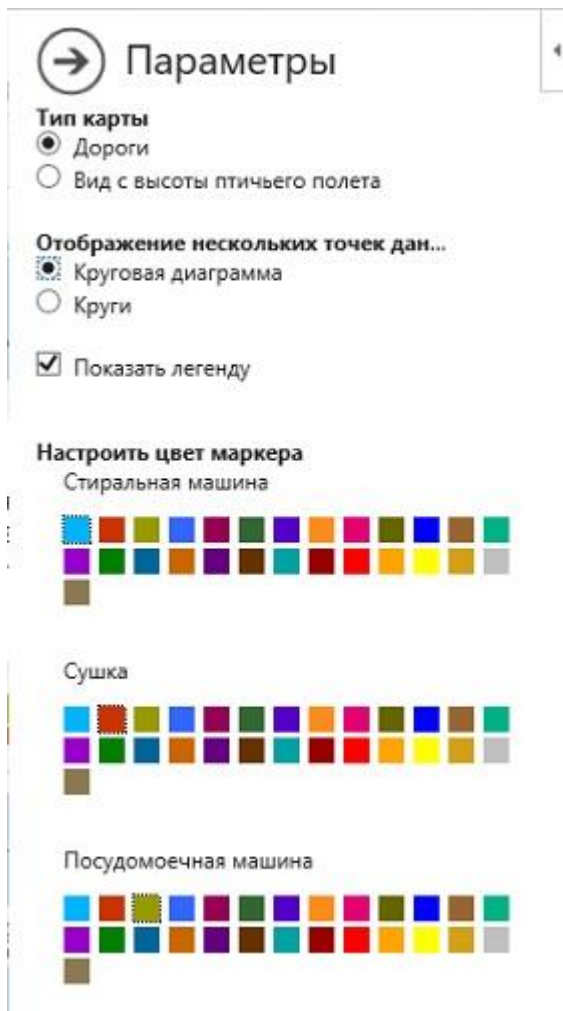 Параметры
Тип карты
Дороги
Вид с высоты птичьего полета
Отображение нескольких точек дан...
Круговая диаграмма
Круги
Показать легенду
Настроить цвет маркера
Стиральная машина
Сушка
Посудомоечная машина